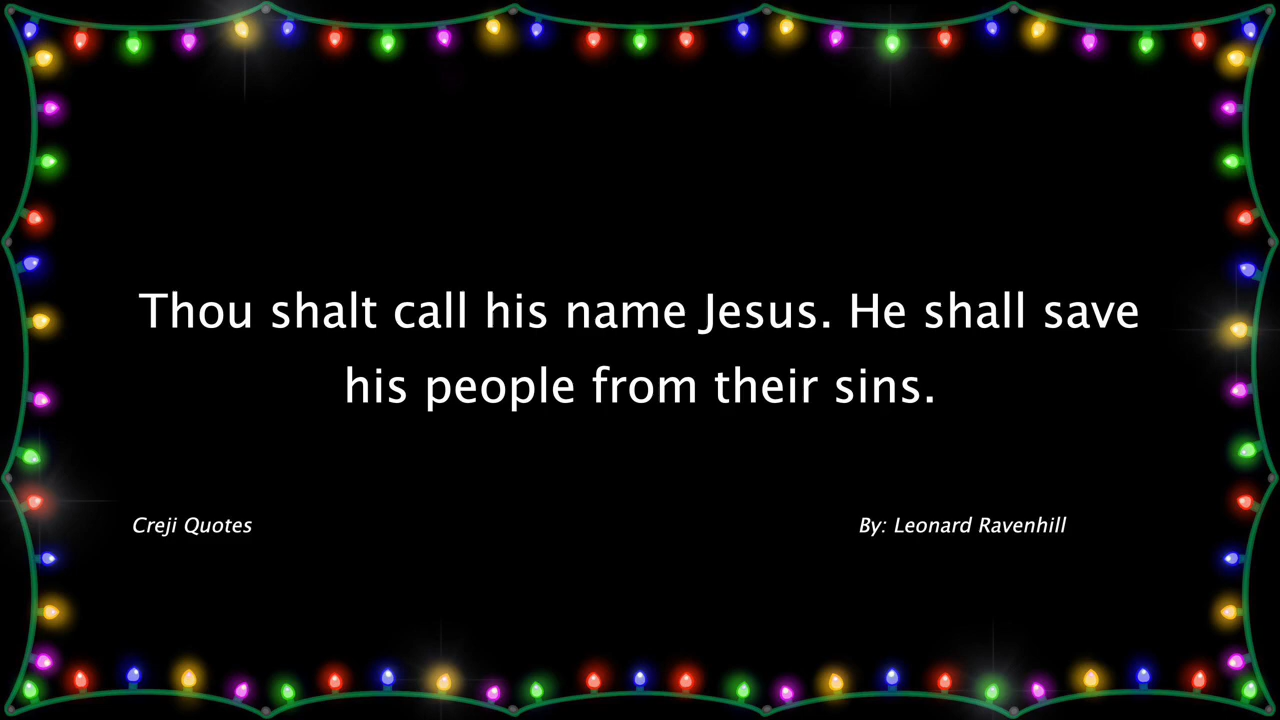 Thou shalt call his name Jesus. He shall save
his people from their sins.
Creji Quotes
By: Leonard Ravenhill